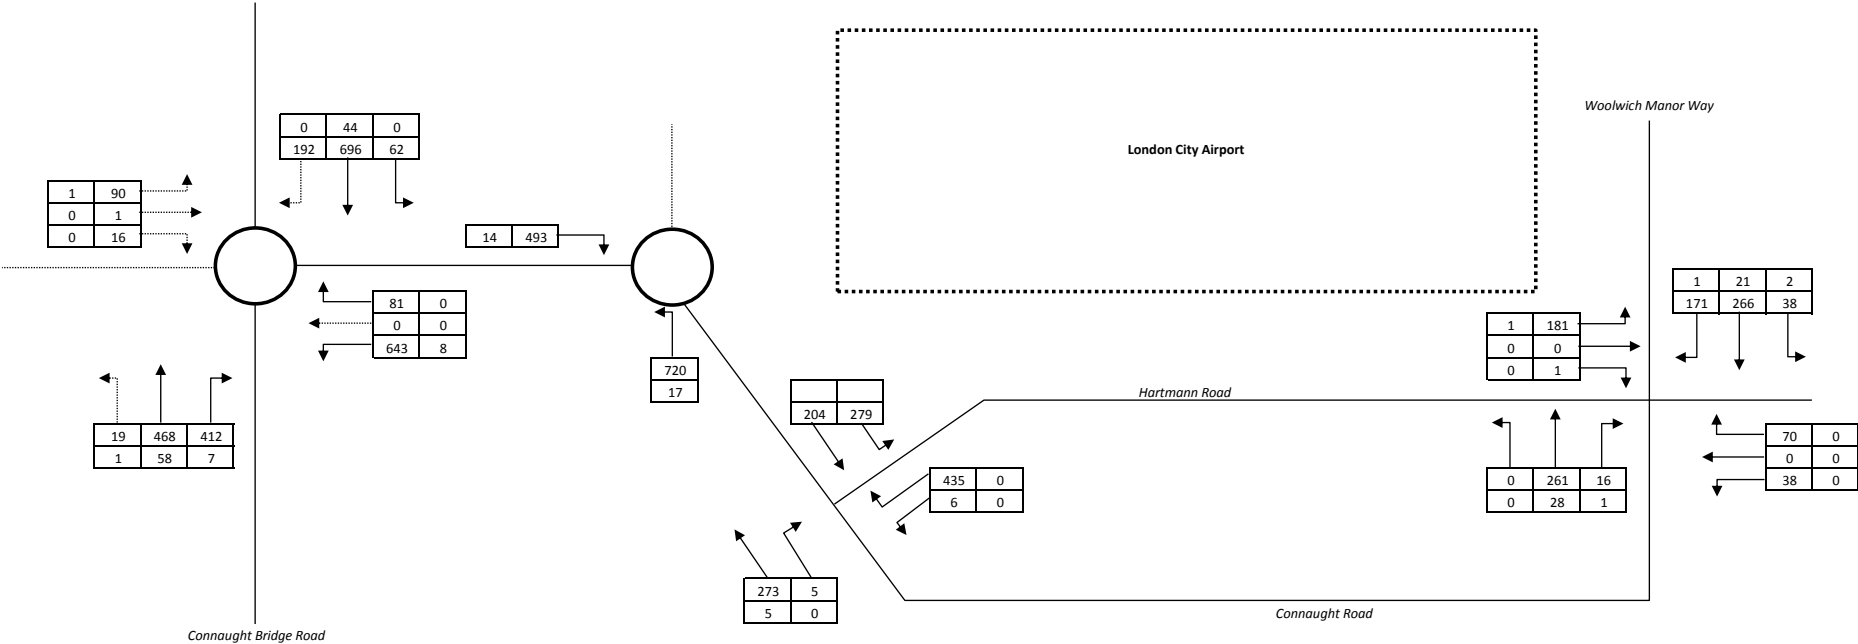 Woolwich Manor Way
0 44 0
192 696 62
London City Airport
1 90
0 1
0 16
14 493
1 21 2
171 266 38
81 0
0 0
643 8
1 181
0 0
0 1
720
17
204 279
Hartmann Road
19 468 412
1 58 7
70 0
0 0
38 0
435 0
6 0
0 261 16
0 28 1
273 5
5 0
Connaught Road
Connaught Bridge Road